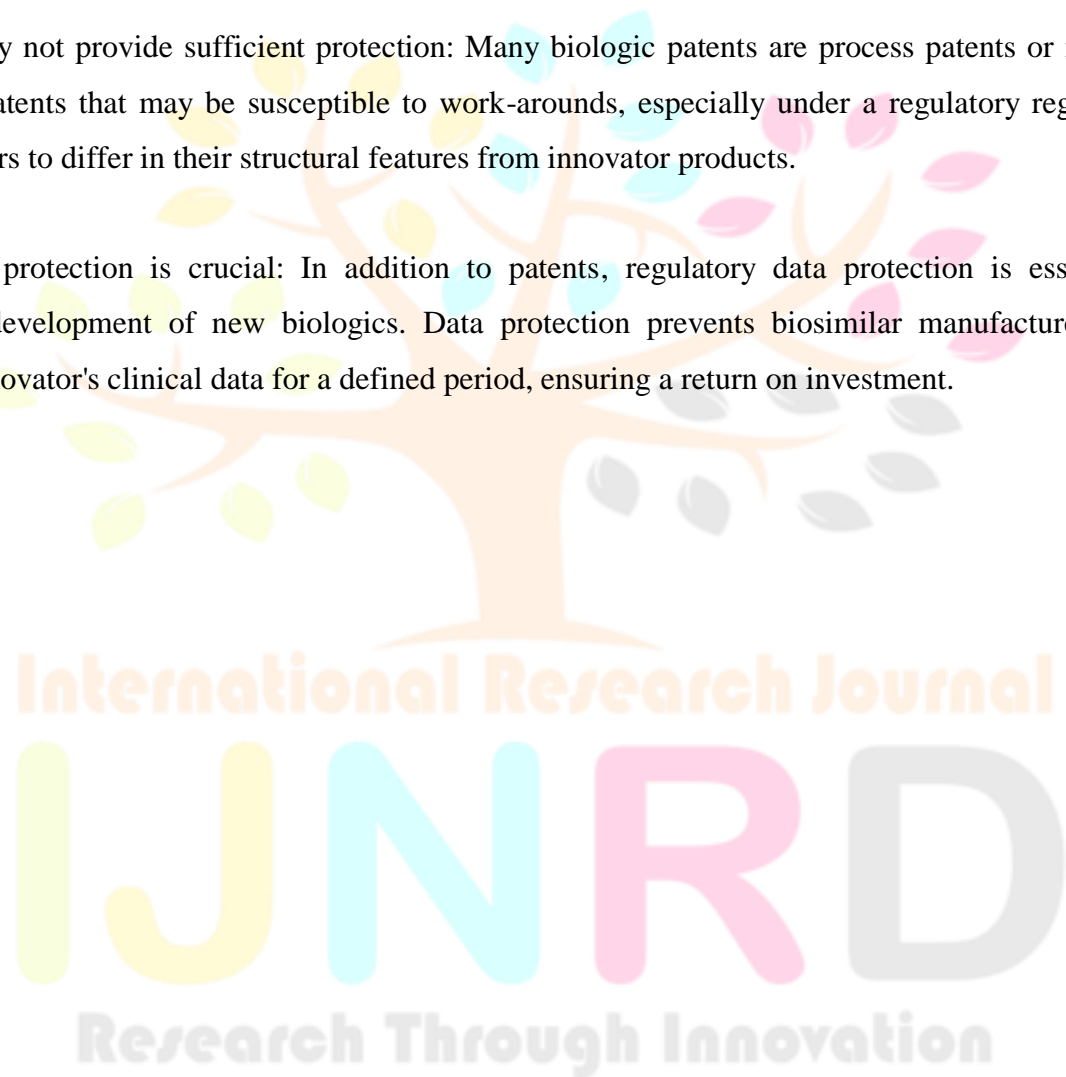 y not provide sufficient protection: Many biologic patents are process patents or
atents that may be susceptible to work-arounds, especially under a regulatory reg
rs to differ in their structural features from innovator products.
protection is crucial: In addition to patents, regulatory data protection is ess
development of new biologics. Data protection prevents biosimilar manufacture
ovator's clinical data for a defined period, ensuring a return on investment.
International Research Journal
IJNRD
Research Through Innovation